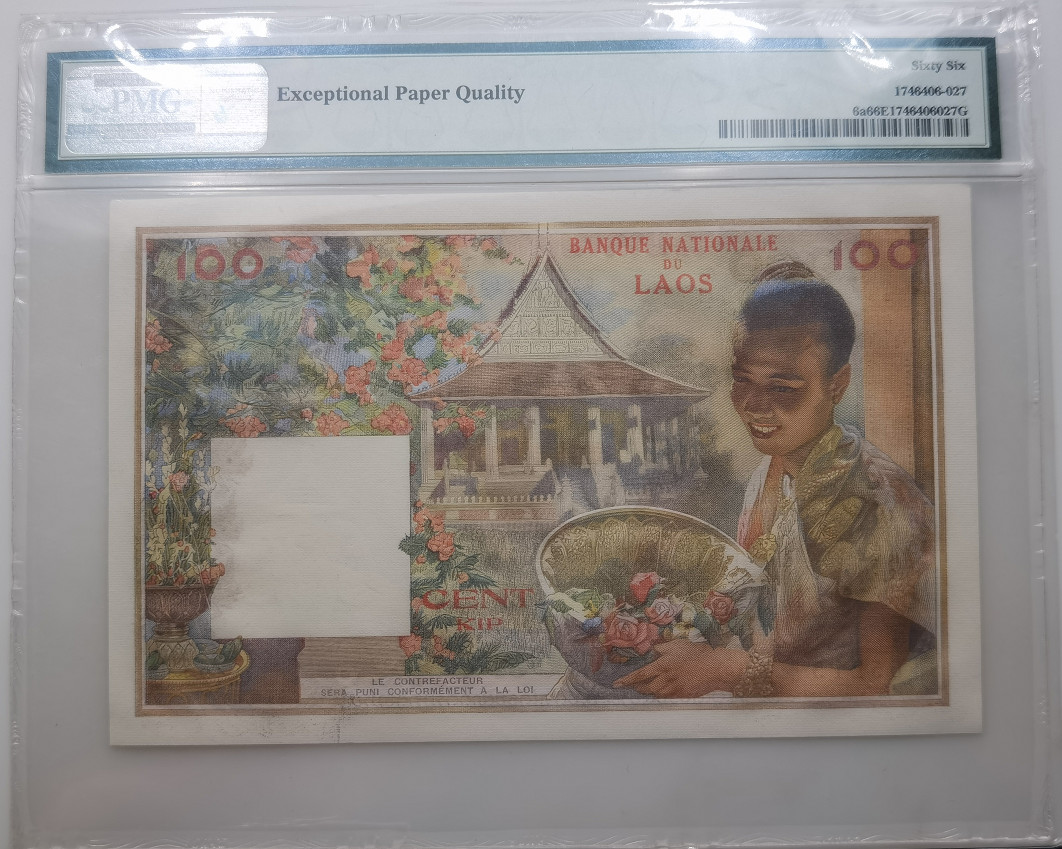 PMG
Exceptional Paper Quality
Sixty Six
1746406-027
6a66E1746406027G
100
BANQUE NATIONALE
DU
LAOS
100
CENT
KIP
LE CONTREFACTEUR
SERA PUNI CONFORMÉMENT A LA LOI